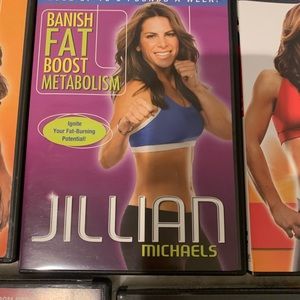 BANISH
FAT
BOOST
METABOLISM
Ignite
Your Fat-Burning
Potential!
JILLIAN
MICHAELS